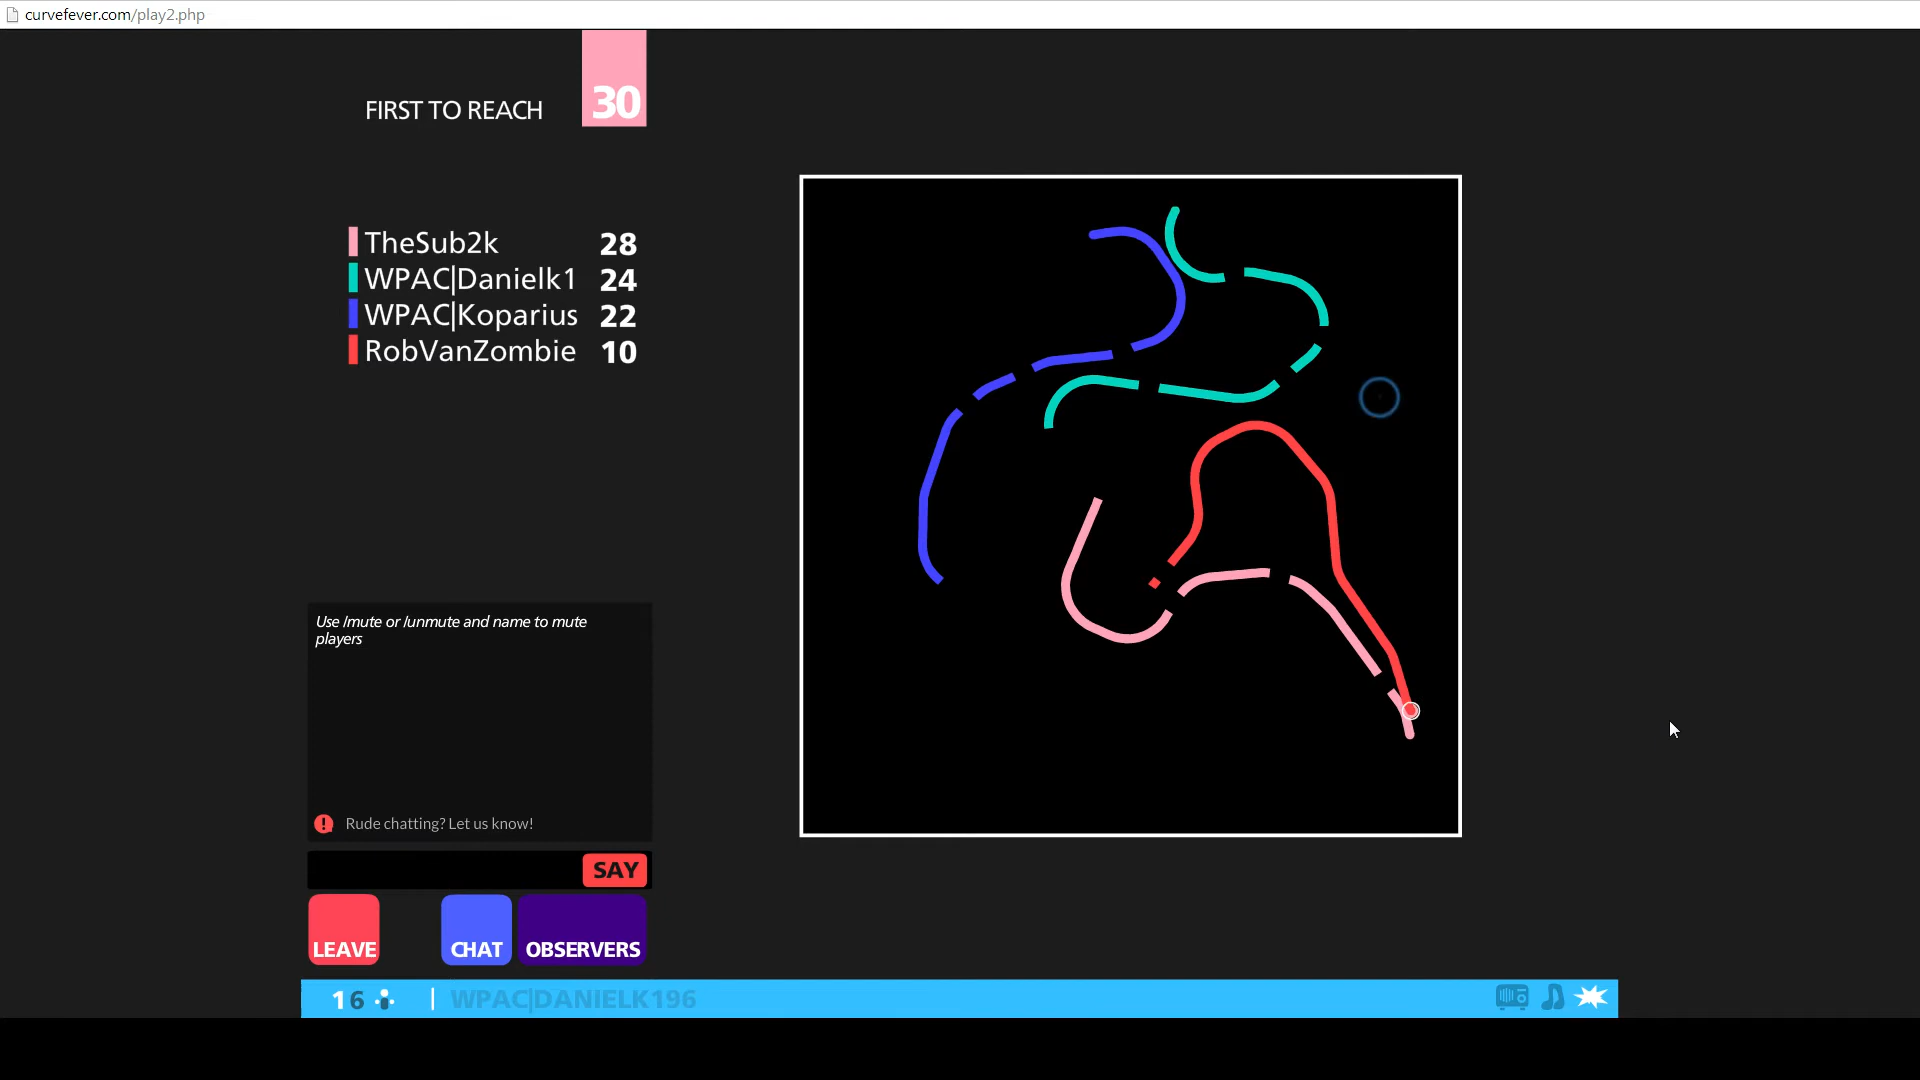 curvefever.com/play2.php
30
FIRST TO REACH
TheSub2k 28
WPAC|Danielk1 24
WPAC|Koparius 22
RobVanZombie 10
Use /mute or /unmute and name to mute
players
Rude chatting? Let us know!
SAY
LEAVE CHAT OBSERVERS
16 WPAC|DANIELK196